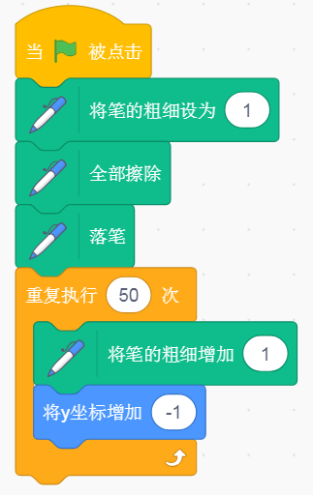 当 被点击
将笔的粗细设为 1
全部擦除
落笔
重复执行 50 次
将笔的粗细增加 1
将y坐标增加 -1